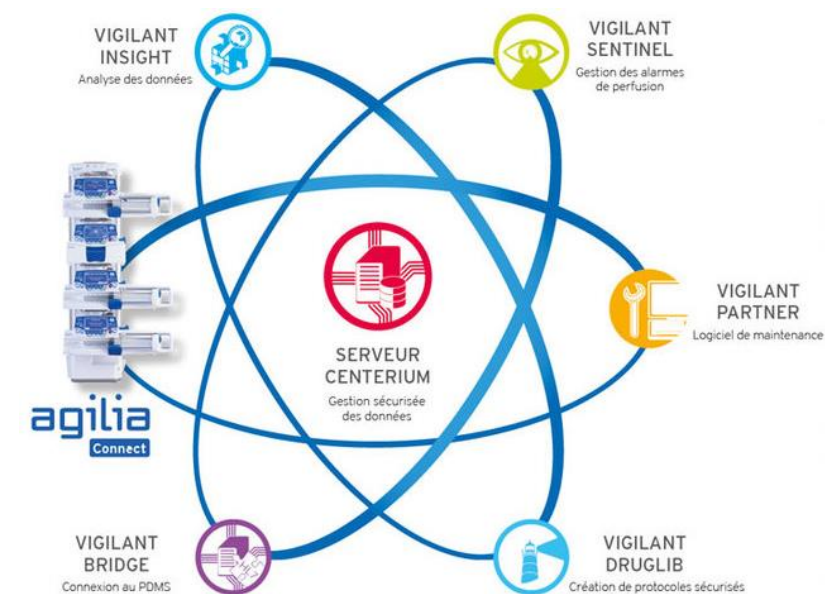 VIGILANT
INSIGHT
Analyse des données
VIGILANT
SENTINEL
Gestion des alarmes
de perfusion
SERVEUR
CENTERIUM
Gestion sécurisée
des données
VIGILANT
PARTNER
Logiciel de maintenance
agilia
Connect
VIGILANT
BRIDGE
Connexion au PDMS
VIGILANT
DRUGLIB
Création de protocoles sécurisés